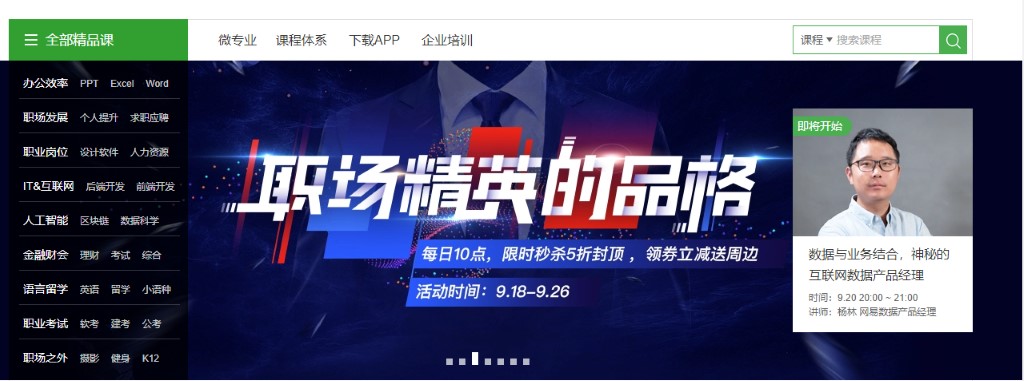 全部精品课
微专业 课程体系 下载APP 企业培训
课程 搜索课程
办公效率 PPT Excel Word
职场发展 个人提升 求职应聘
职业岗位 设计软件 人力资源
IT&互联网 后端开发 前端开发
人工智能 区块链 数据科学
金融财会 理财 考试 综合
语言留学 英语 留学 小语种
职业考试 软考 建考 公考
职场之外 摄影 健身 K12
职场精英的品格
每日10点，限时秒杀5折封顶，领券立减送周边
活动时间：9.18-9.26
即将开始
数据与业务结合，神秘的
互联网数据产品经理
时间：9.20 20:00 ~ 21:00
讲师：杨林 网易数据产品经理